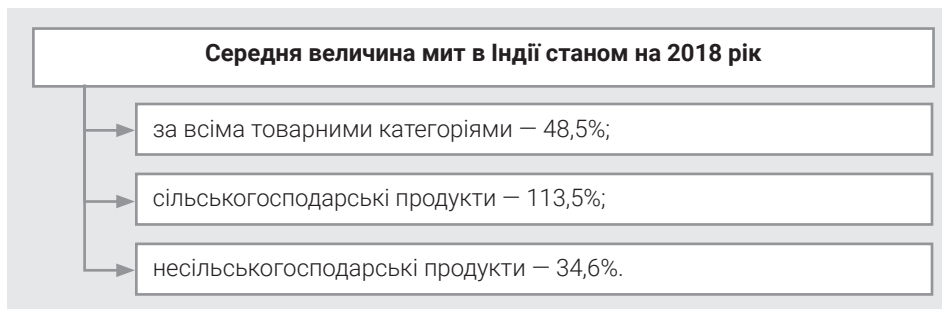 Середня величина мит в Індії станом на 2018 рік
за всіма товарними категоріями — 48,5%;
сільськогосподарські продукти — 113,5%;
несільськогосподарські продукти — 34,6%.